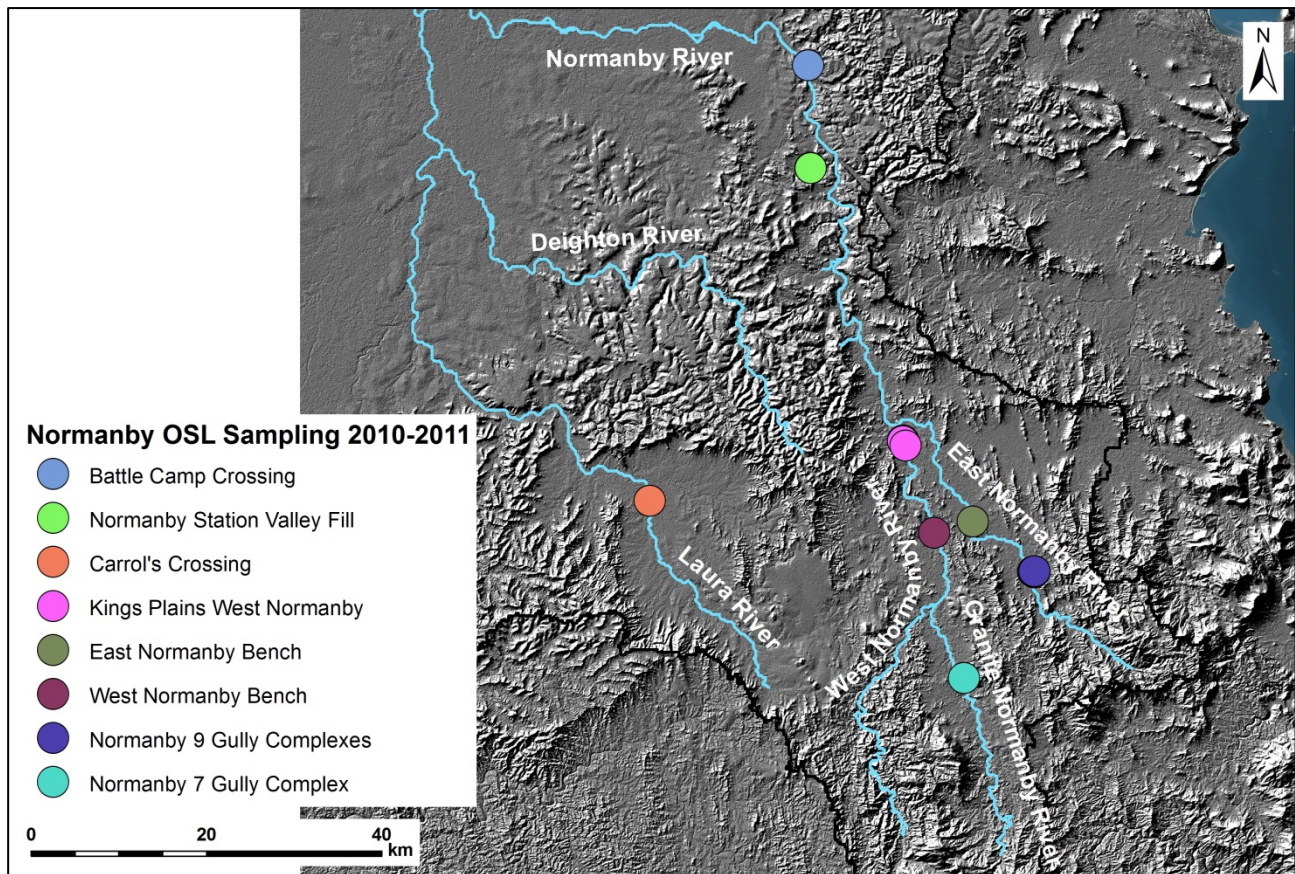 N
Normanby River
Deighton River
East Normanby River
Laura River
West Normanby River
Granite Normanby River
Normanby OSL Sampling 2010-2011
Battle Camp Crossing
Normanby Station Valley Fill
Carrol's Crossing
Kings Plains West Normanby
East Normanby Bench
West Normanby Bench
Normanby 9 Gully Complexes
Normanby 7 Gully Complex
0 20 40
km